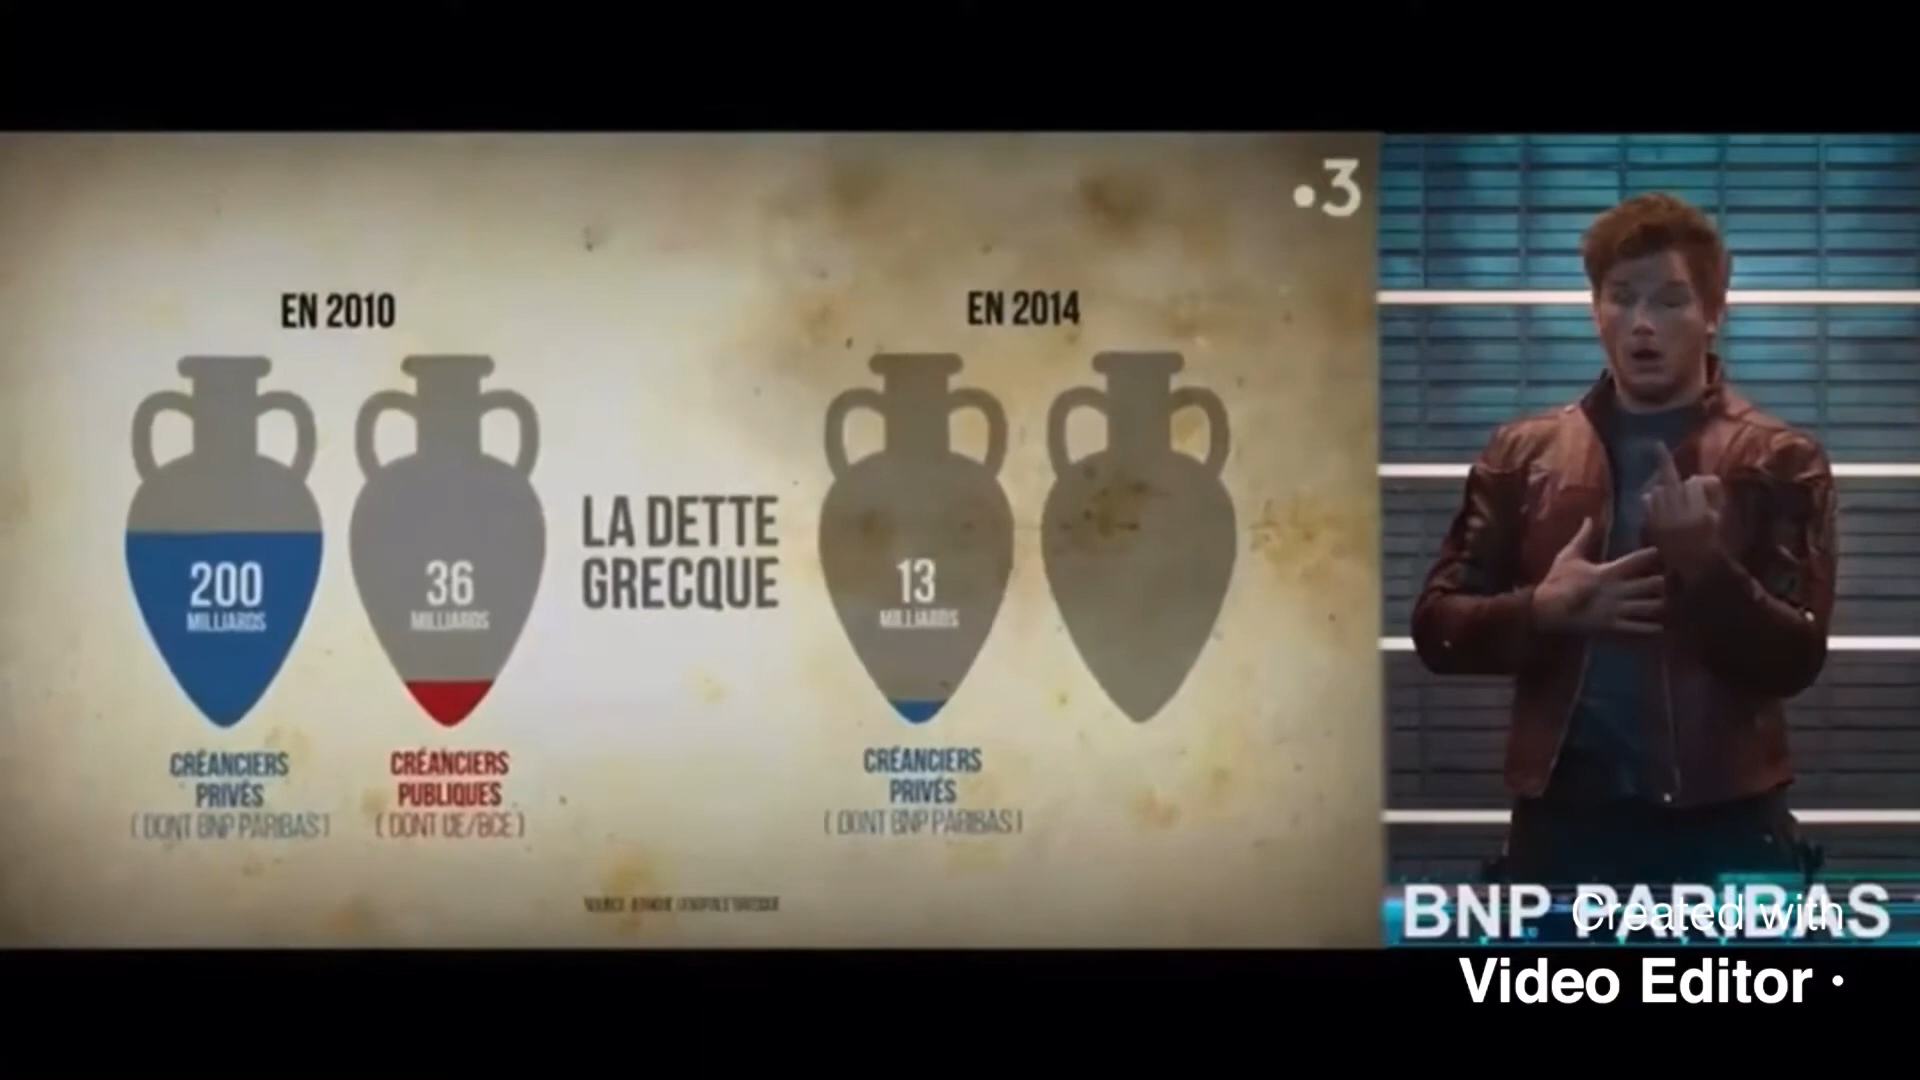 •3
EN 2010
EN 2014
200
MILLIARDS
36
MILLIARDS
LA DETTE
GRECQUE
13
MILLIARDS
CRÉANCIERS
PRIVÉS
( DONT BNP PARIBAS )
CRÉANCIERS
PUBLIQUES
( DONT UE/BCE )
CRÉANCIERS
PRIVÉS
( DONT BNP PARIBAS )
BNP PARIBAS
Created with
Video Editor •